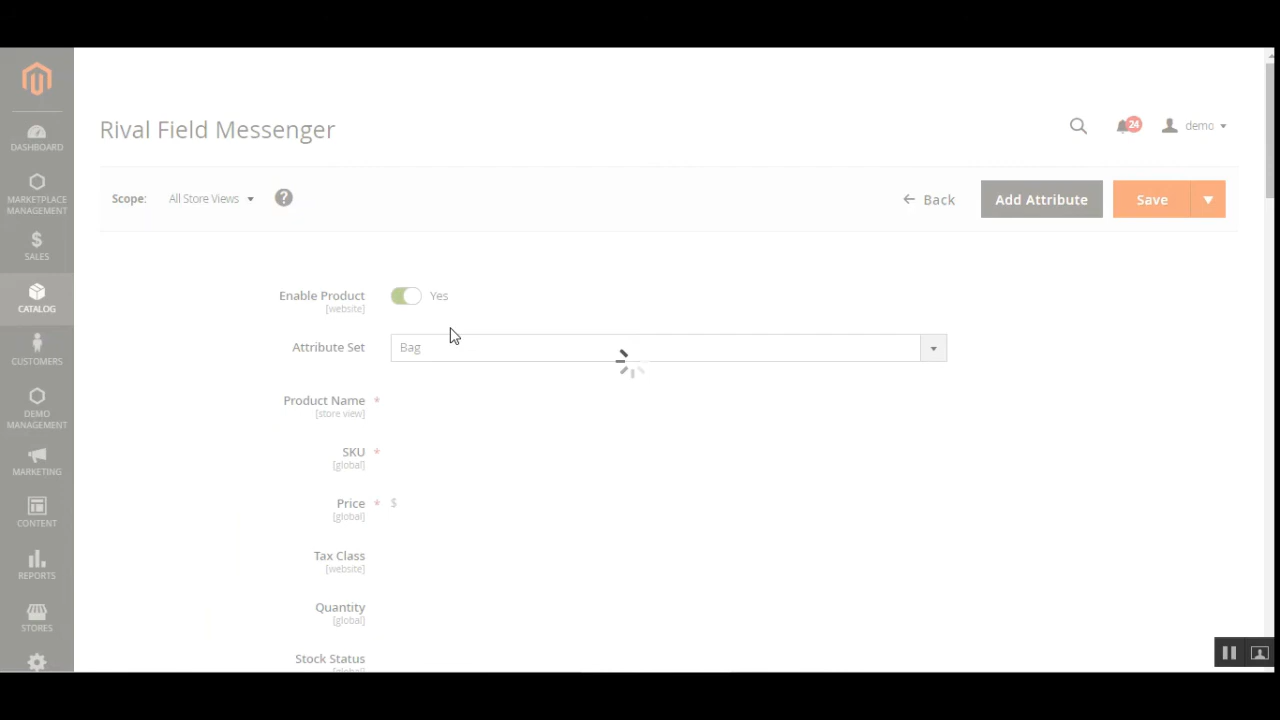 Rival Field Messenger
24
demo
Scope: All Store Views
?
Back
Add Attribute
Save
DASHBOARD
MARKETPLACE
MANAGEMENT
SALES
CATALOG
CUSTOMERS
DEMO
MANAGEMENT
MARKETING
CONTENT
REPORTS
STORES
Enable Product
[website]
Yes
Attribute Set
Bag
Product Name *
[store view]
SKU *
[global]
Price * $
[global]
Tax Class
[website]
Quantity
[global]
Stock Status
[global]